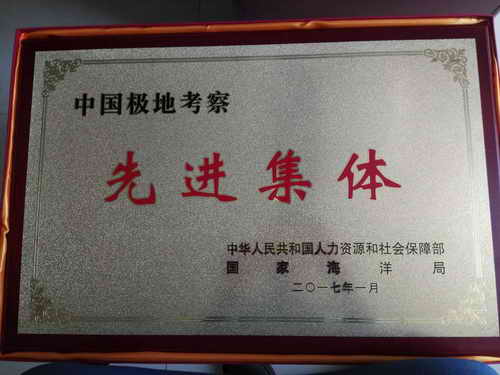 中国极地考察
先进集体
中华人民共和国人力资源和社会保障部
国家海洋局
二〇一七年一月